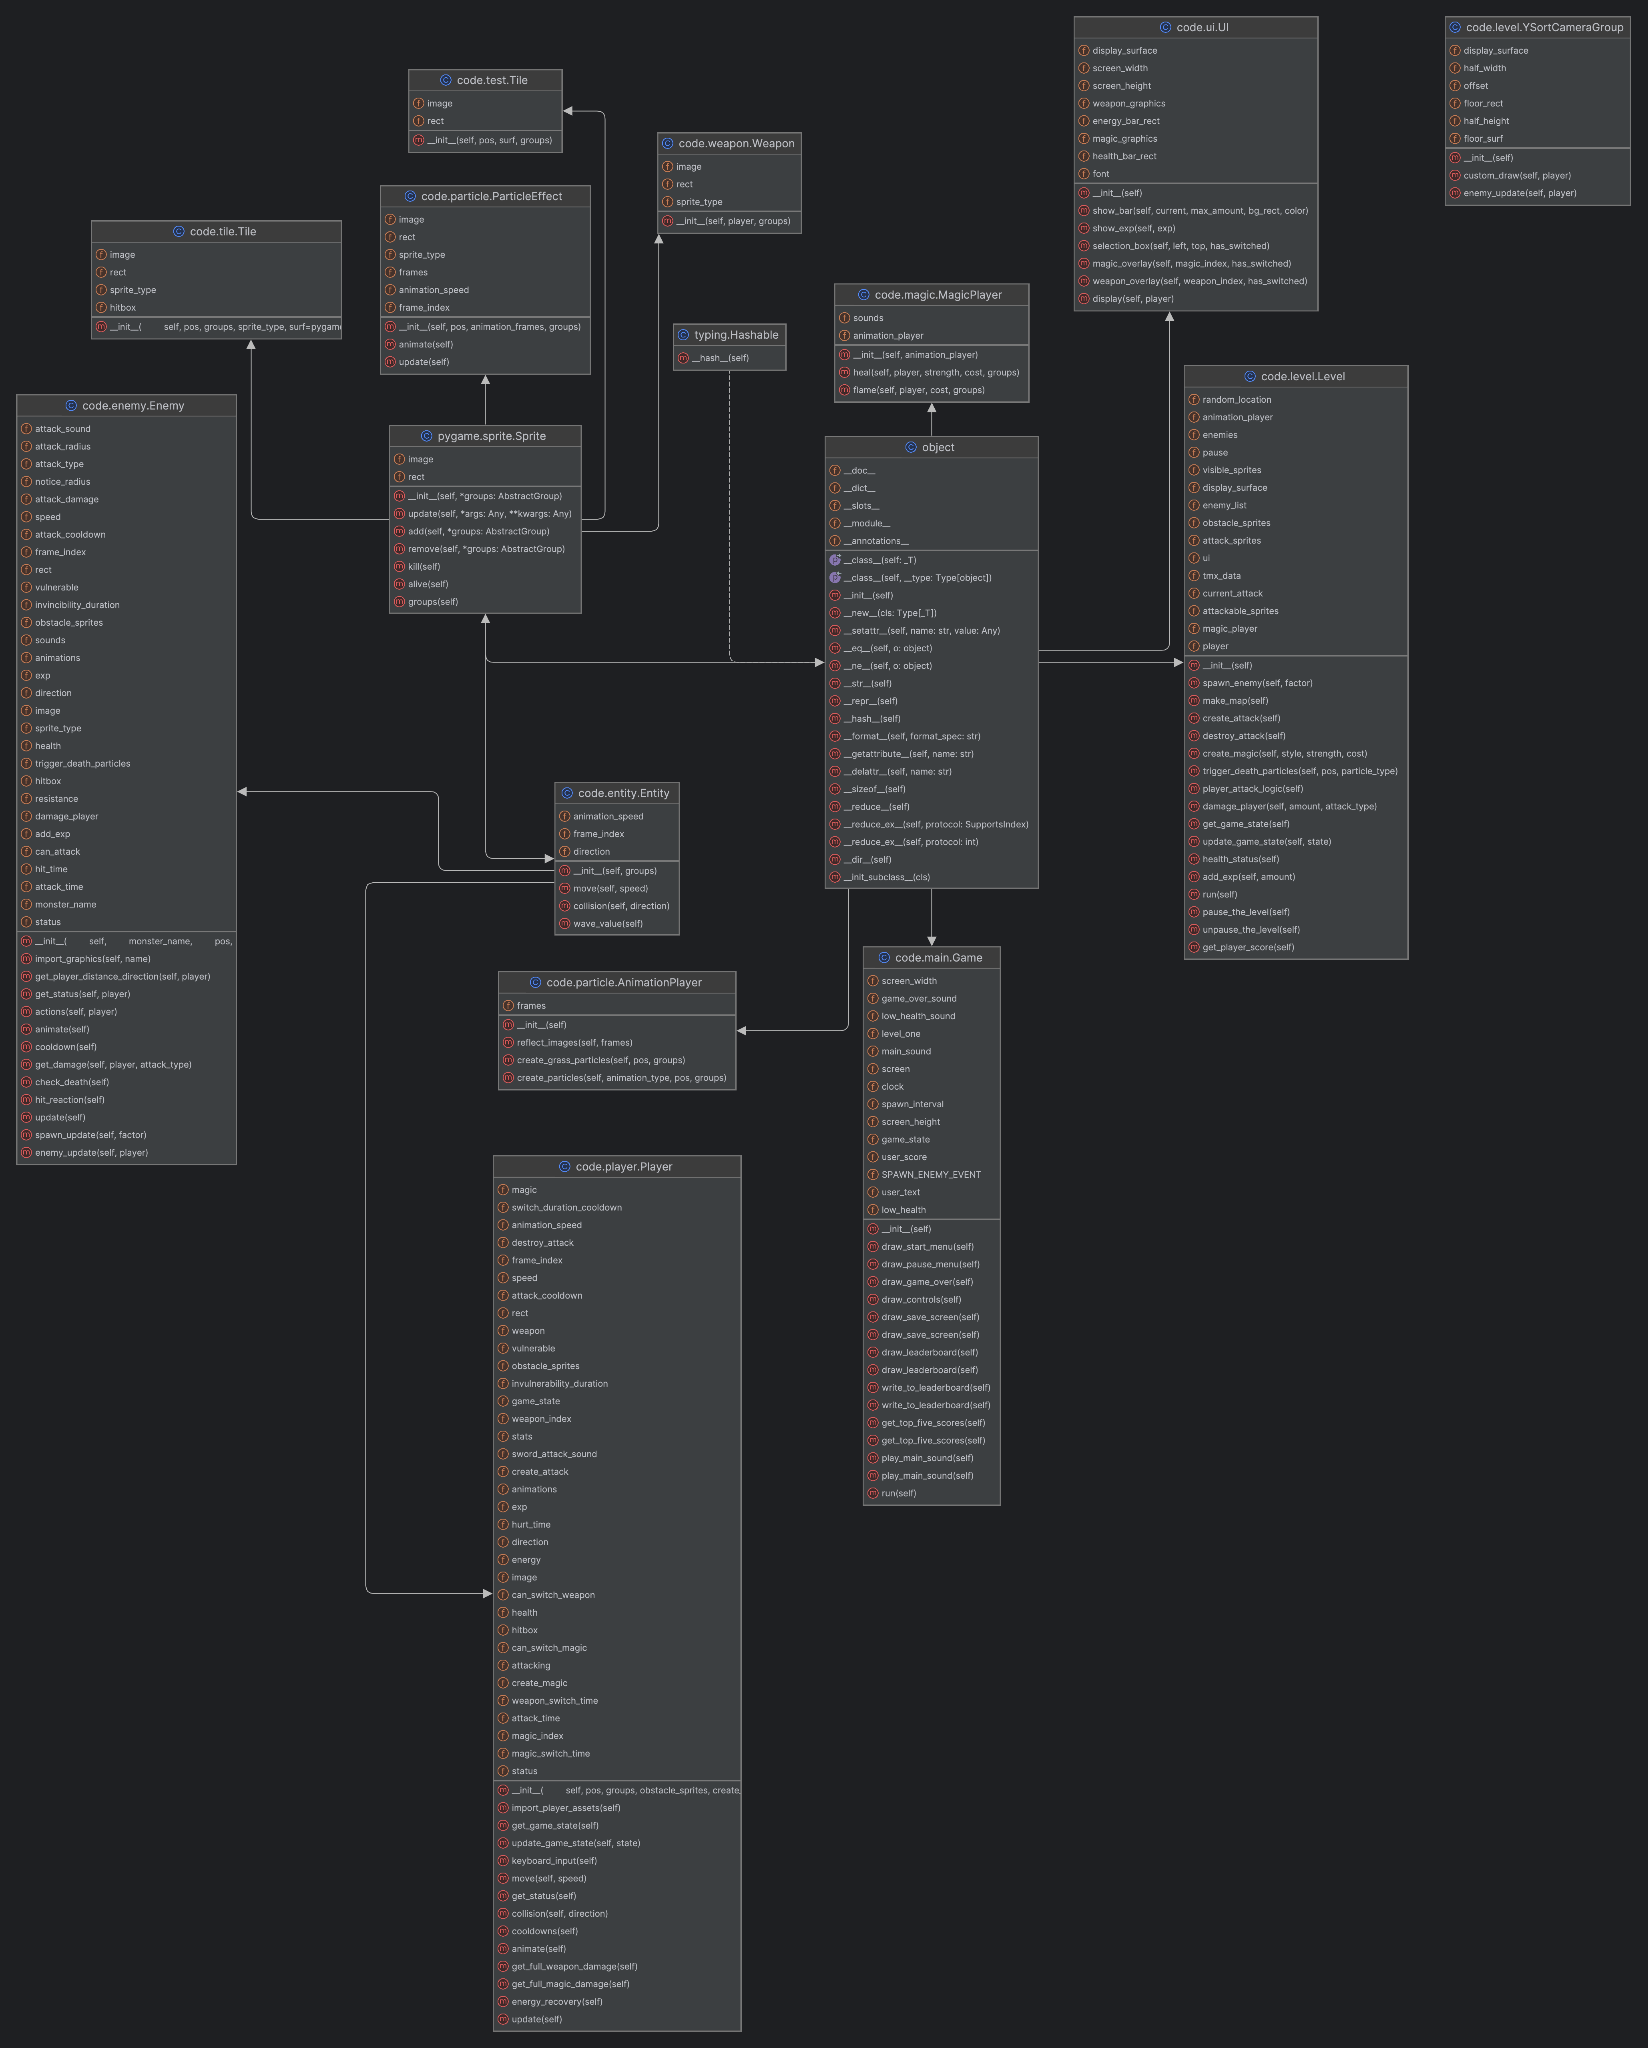 code.ui.UI
display_surface
screen_width
screen_height
weapon_graphics
energy_bar_rect
magic_graphics
health_bar_rect
font
__init__(self)
show_bar(self, current, max_amount, bg_rect, color)
show_exp(self, exp)
selection_box(self, left, top, has_switched)
magic_overlay(self, magic_index, has_switched)
weapon_overlay(self, weapon_index, has_switched)
display(self, player)
code.level.YSortCameraGroup
display_surface
half_width
offset
floor_rect
half_height
floor_surf
__init__(self)
custom_draw(self, player)
enemy_update(self, player)
code.test.Tile
image
rect
__init__(self, pos, surf, groups)
code.weapon.Weapon
image
rect
sprite_type
__init__(self, player, groups)
code.particle.ParticleEffect
image
rect
sprite_type
frames
animation_speed
frame_index
__init__(self, pos, animation_frames, groups)
animate(self)
update(self)
code.tile.Tile
image
rect
sprite_type
hitbox
__init__( self, pos, groups, sprite_type, surf=pygame
code.magic.MagicPlayer
sounds
animation_player
__init__(self, animation_player)
heal(self, player, strength, cost, groups)
flame(self, player, cost, groups)
typing.Hashable
__hash__(self)
code.level.Level
random_location
animation_player
enemies
pause
visible_sprites
display_surface
enemy_list
obstacle_sprites
attack_sprites
ui
tmx_data
current_attack
attackable_sprites
magic_player
player
__init__(self)
spawn_enemy(self, factor)
make_map(self)
create_attack(self)
destroy_attack(self)
create_magic(self, style, strength, cost)
trigger_death_particles(self, pos, particle_type)
player_attack_logic(self)
damage_player(self, amount, attack_type)
get_game_state(self)
update_game_state(self, state)
health_status(self)
add_exp(self, amount)
run(self)
pause_the_level(self)
unpause_the_level(self)
get_player_score(self)
code.enemy.Enemy
attack_sound
attack_radius
attack_type
notice_radius
attack_damage
speed
attack_cooldown
frame_index
rect
vulnerable
invincibility_duration
obstacle_sprites
sounds
animations
exp
direction
image
sprite_type
health
trigger_death_particles
hitbox
resistance
damage_player
add_exp
can_attack
hit_time
attack_time
monster_name
status
__init__( self, monster_name, pos,
import_graphics(self, name)
get_player_distance_direction(self, player)
get_status(self, player)
actions(self, player)
animate(self)
cooldown(self)
get_damage(self, player, attack_type)
check_death(self)
hit_reaction(self)
update(self)
spawn_update(self, factor)
enemy_update(self, player)
pygame.sprite.Sprite
image
rect
__init__(self, *groups: AbstractGroup)
update(self, *args: Any, **kwargs: Any)
add(self, *groups: AbstractGroup)
remove(self, *groups: AbstractGroup)
kill(self)
alive(self)
groups(self)
object
__doc__
__dict__
__slots__
__module__
__annotations__
__class__(self: _T)
__class__(self, __type: Type[object])
__init__(self)
__new__(cls: Type[_T])
__setattr__(self, name: str, value: Any)
__eq__(self, o: object)
__ne__(self, o: object)
__str__(self)
__repr__(self)
__hash__(self)
__format__(self, format_spec: str)
__getattribute__(self, name: str)
__delattr__(self, name: str)
__sizeof__(self)
__reduce__(self)
__reduce_ex__(self, protocol: SupportsIndex)
__reduce_ex__(self, protocol: int)
__dir__(self)
__init_subclass__(cls)
code.entity.Entity
animation_speed
frame_index
direction
__init__(self, groups)
move(self, speed)
collision(self, direction)
wave_value(self)
code.particle.AnimationPlayer
frames
__init__(self)
reflect_images(self, frames)
create_grass_particles(self, pos, groups)
create_particles(self, animation_type, pos, groups)
code.main.Game
screen_width
game_over_sound
low_health_sound
level_one
main_sound
screen
clock
spawn_interval
screen_height
game_state
user_score
SPAWN_ENEMY_EVENT
user_text
low_health
__init__(self)
draw_start_menu(self)
draw_pause_menu(self)
draw_game_over(self)
draw_controls(self)
draw_save_screen(self)
draw_save_screen(self)
draw_leaderboard(self)
draw_leaderboard(self)
write_to_leaderboard(self)
write_to_leaderboard(self)
get_top_five_scores(self)
get_top_five_scores(self)
play_main_sound(self)
play_main_sound(self)
run(self)
code.player.Player
magic
switch_duration_cooldown
animation_speed
destroy_attack
frame_index
speed
attack_cooldown
rect
weapon
vulnerable
obstacle_sprites
invulnerability_duration
game_state
weapon_index
stats
sword_attack_sound
create_attack
animations
exp
hurt_time
direction
energy
image
can_switch_weapon
health
hitbox
can_switch_magic
attacking
create_magic
weapon_switch_time
attack_time
magic_index
magic_switch_time
status
__init__( self, pos, groups, obstacle_sprites, create_
import_player_assets(self)
get_game_state(self)
update_game_state(self, state)
keyboard_input(self)
move(self, speed)
get_status(self)
collision(self, direction)
cooldowns(self)
animate(self)
get_full_weapon_damage(self)
get_full_magic_damage(self)
energy_recovery(self)
update(self)